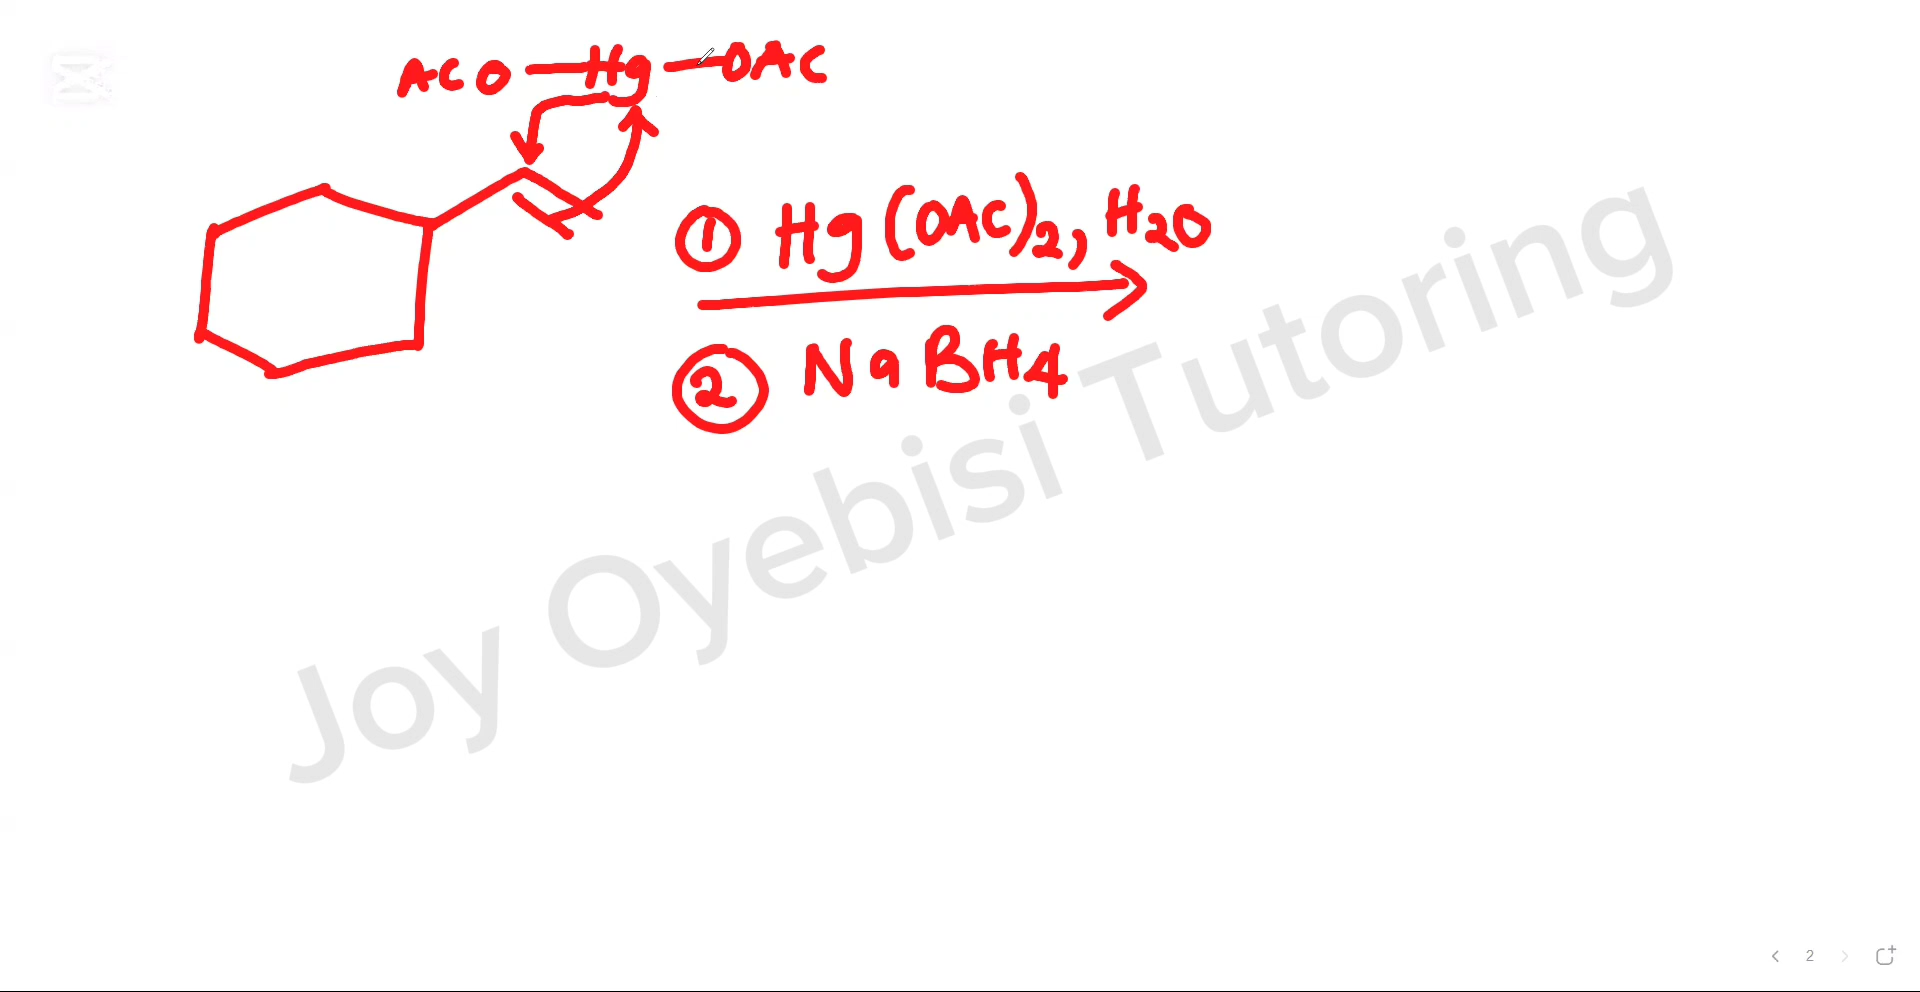 ACO — Hg — OAC
① Hg(OAC)2, H2O
② NaBH4
Joy Oyebisi Tutoring
2